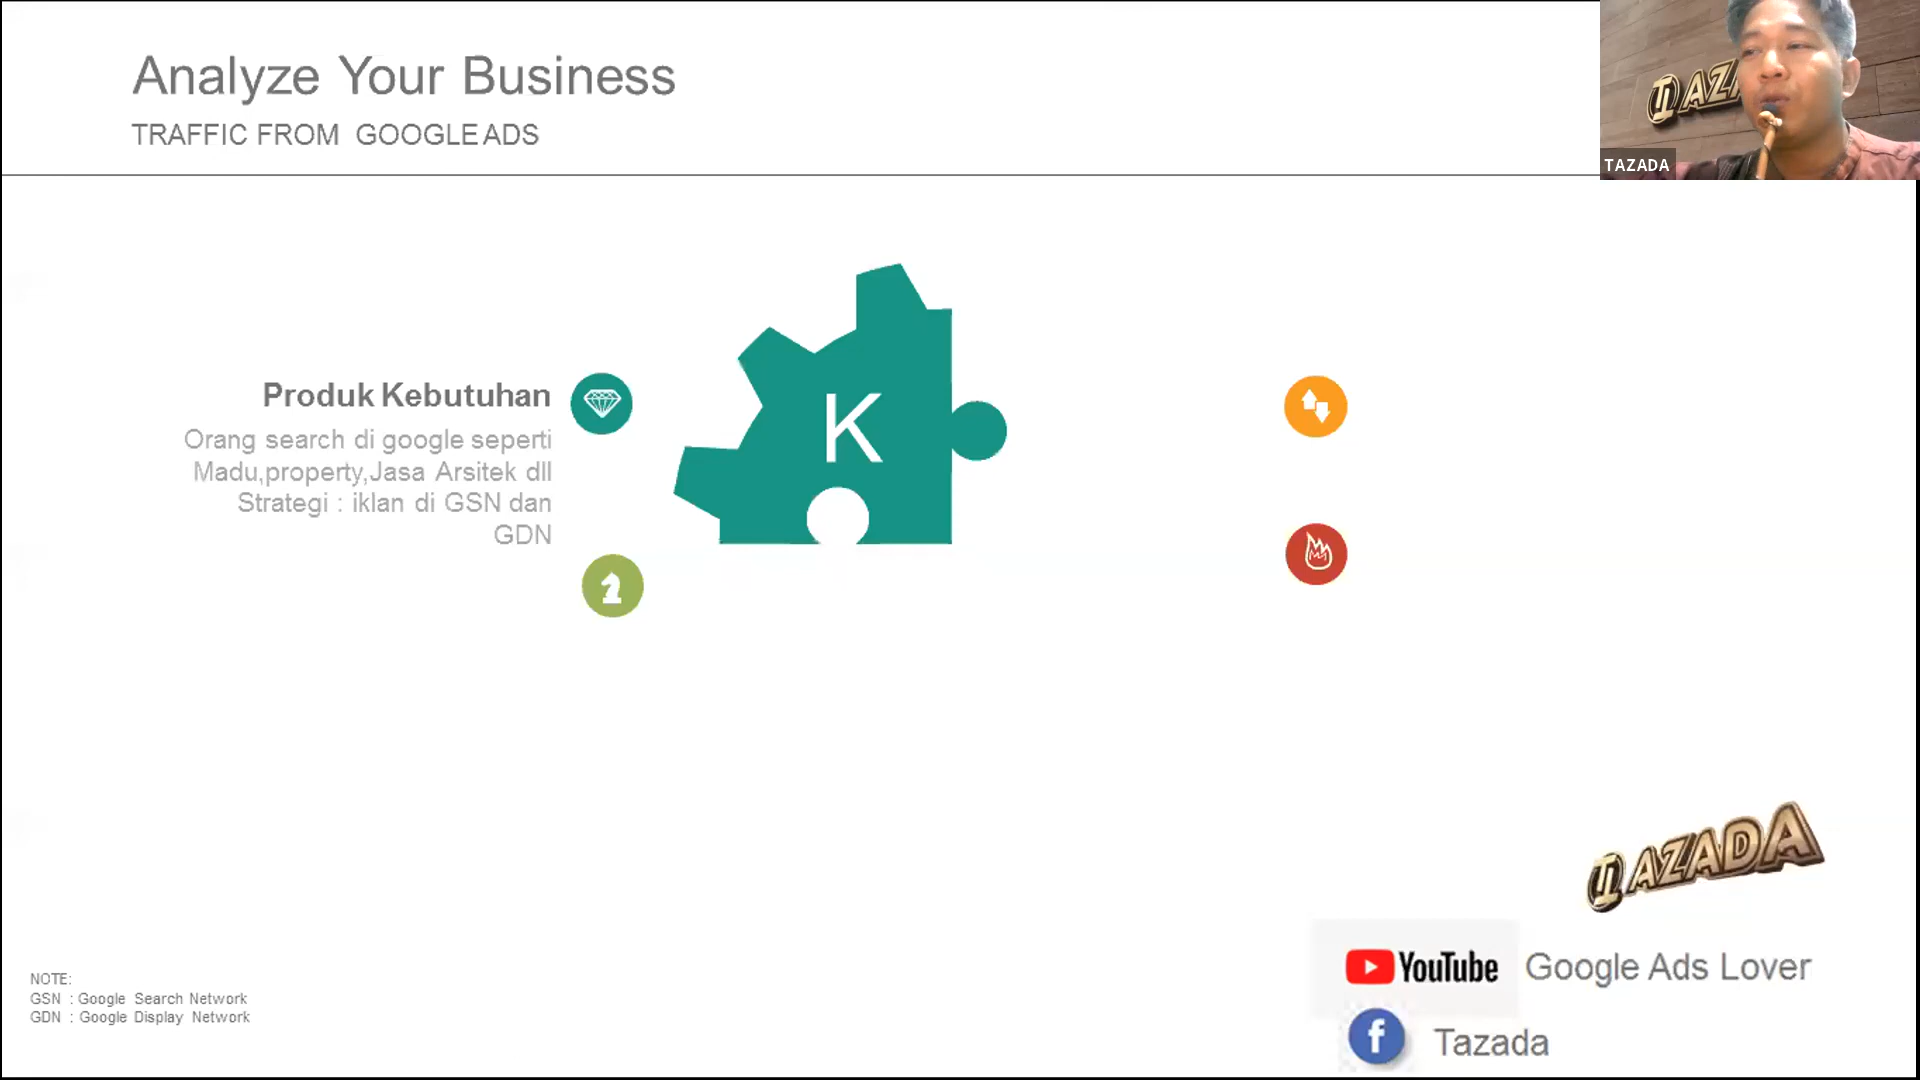 Analyze Your Business
TRAFFIC FROM GOOGLE ADS
TAZADA
Produk Kebutuhan
Orang search di google seperti
Madu,property,Jasa Arsitek dll
Strategi : iklan di GSN dan
GDN
K
TAZADA
YouTube Google Ads Lover
f Tazada
NOTE:
GSN : Google Search Network
GDN : Google Display Network